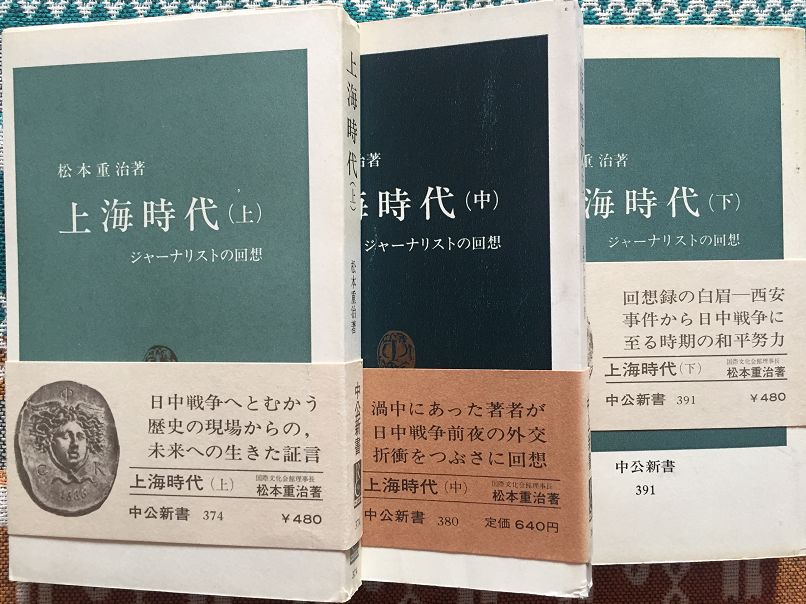 松本重治著
上海時代(上)
ジャーナリストの回想
日中戦争へとむかう
歴史の現場からの,
未来への生きた証言
上海時代(上)
国際文化会館理事長
松本重治著
中公新書 374
￥480
上海時代(上)
松本重治著
中公新書
治著
時代(中)
ジャーナリストの回想
渦中にあった著者が
日中戦争前夜の外交
折衝をつぶさに回想
上海時代(中)
国際文化会館理事長
松本重治著
中公新書 380
定価 640円
重治著
海時代(下)
ジャーナリストの回想
回想録の白眉—西安
事件から日中戦争に
至る時期の和平努力
上海時代(下)
国際文化会館理事長
松本重治著
中公新書 391
￥480
中公新書
391